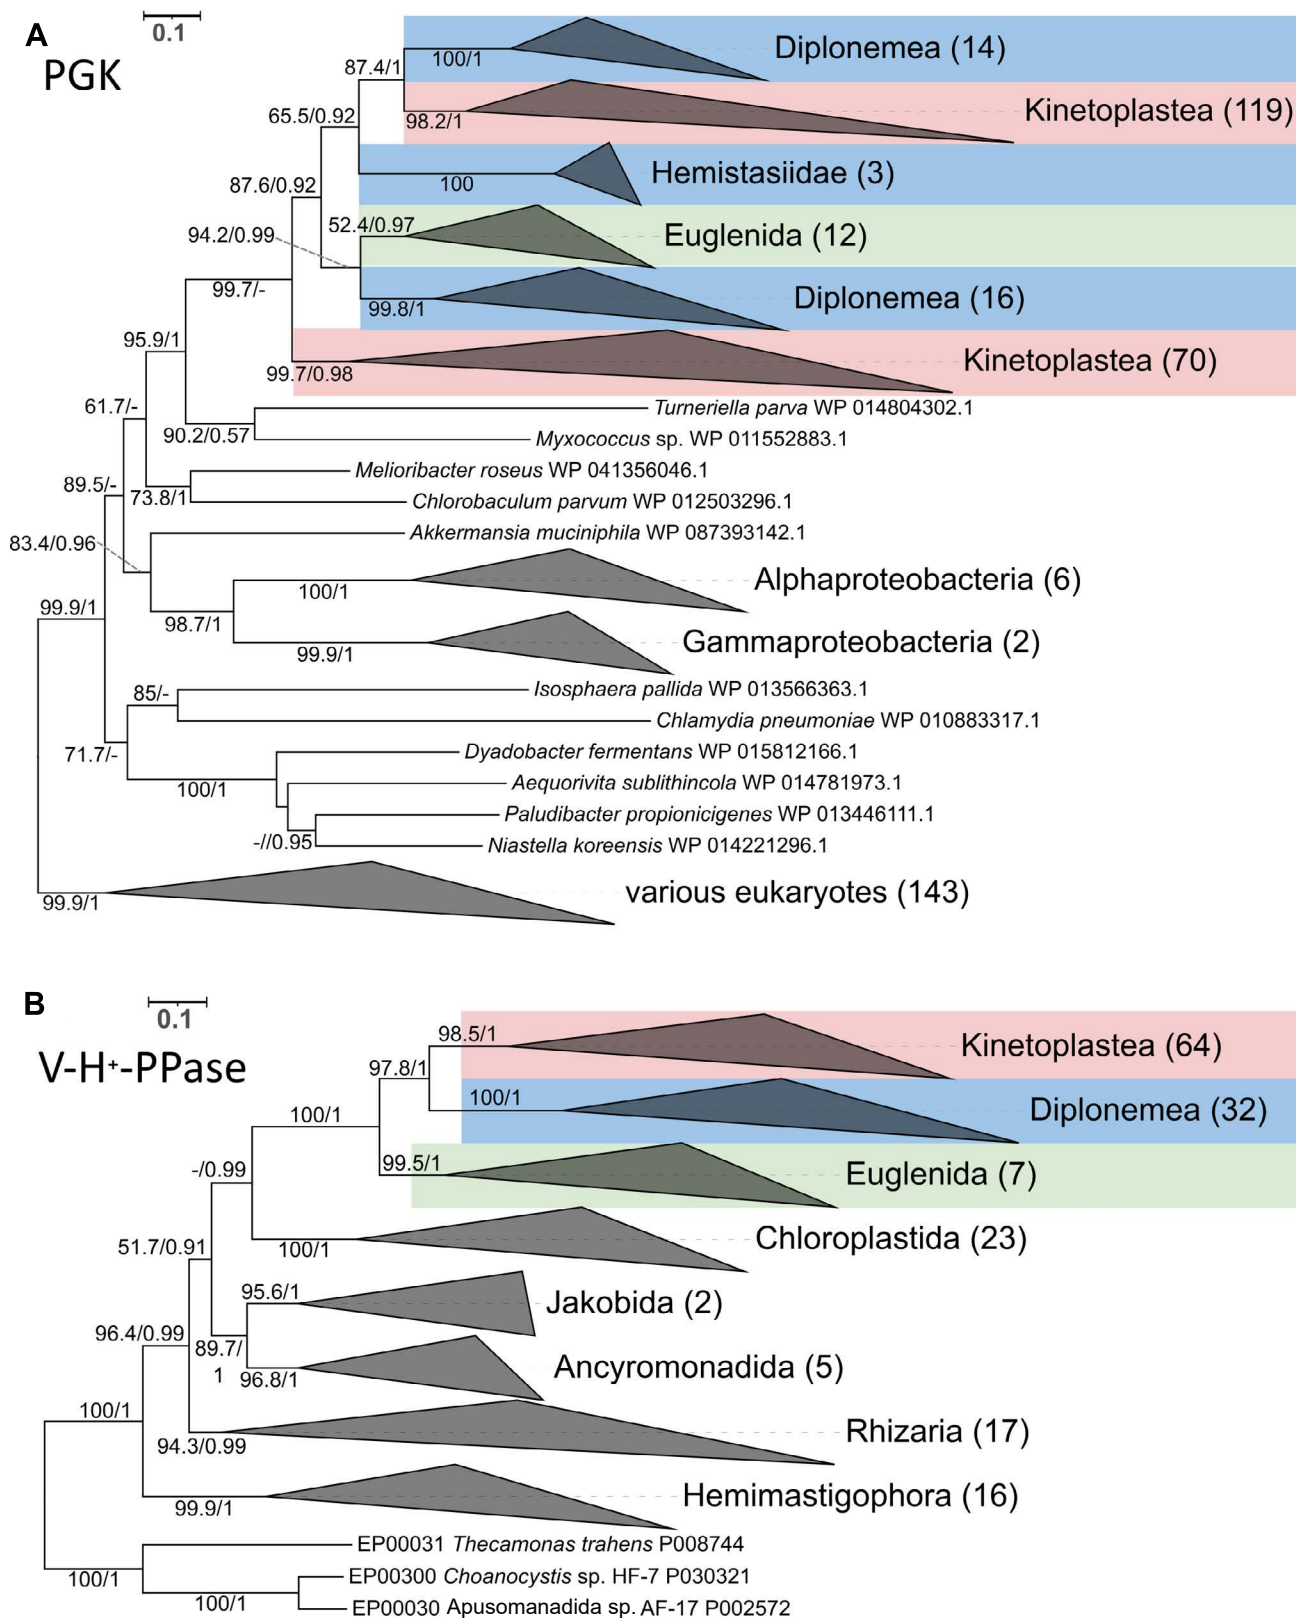 A
0.1
PGK
87.4/1
100/1
Diplonemea (14)
65.5/0.92
98.2/1
Kinetoplastea (119)
87.6/0.92
100
Hemistasiidae (3)
94.2/0.99
52.4/0.97
Euglenida (12)
99.7/-
99.8/1
Diplonemea (16)
95.9/1
99.7/0.98
Kinetoplastea (70)
61.7/-
Turneriella parva WP 014804302.1
90.2/0.57
Myxococcus sp. WP 011552883.1
89.5/-
Melioribacter roseus WP 041356046.1
73.8/1
Chlorobaculum parvum WP 012503296.1
83.4/0.96
Akkermansia muciniphila WP 087393142.1
100/1
Alphaproteobacteria (6)
99.9/1
98.7/1
99.9/1
Gammaproteobacteria (2)
85/-
Isosphaera pallida WP 013566363.1
Chlamydia pneumoniae WP 010883317.1
71.7/-
Dyadobacter fermentans WP 015812166.1
100/1
Aequorivita sublithincola WP 014781973.1
Paludibacter propionicigenes WP 013446111.1
-//0.95
Niastella koreensis WP 014221296.1
99.9/1
various eukaryotes (143)
B
0.1
V-H+-PPase
98.5/1
Kinetoplastea (64)
97.8/1
100/1
Diplonemea (32)
100/1
99.5/1
Euglenida (7)
-/0.99
100/1
Chloroplastida (23)
51.7/0.91
95.6/1
Jakobida (2)
96.4/0.99
89.7/
1
96.8/1
Ancyromonadida (5)
100/1
94.3/0.99
Rhizaria (17)
99.9/1
Hemimastigophora (16)
EP00031 Thecamonas trahens P008744
100/1
EP00300 Choanocystis sp. HF-7 P030321
100/1
EP00030 Apusomanadida sp. AF-17 P002572